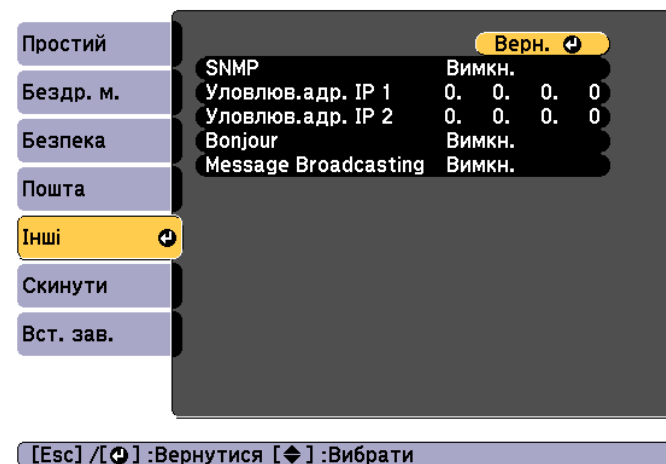 Простий
Бездр. м.
Безпека
Пошта
Інші
Скинути
Вст. зав.
Верн.
SNMP Вимкн.
Уловлюв.адр. IP 1 0. 0. 0. 0
Уловлюв.адр. IP 2 0. 0. 0. 0
Bonjour Вимкн.
Message Broadcasting Вимкн.
[Esc] /[⏎] :Вернутися [◆] :Вибрати